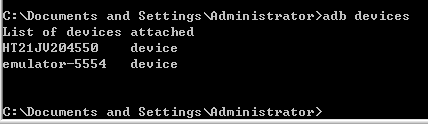 C:\Documents and Settings\Administrator>adb devices
List of devices attached
HT21JV204550    device
emulator-5554   device
C:\Documents and Settings\Administrator>